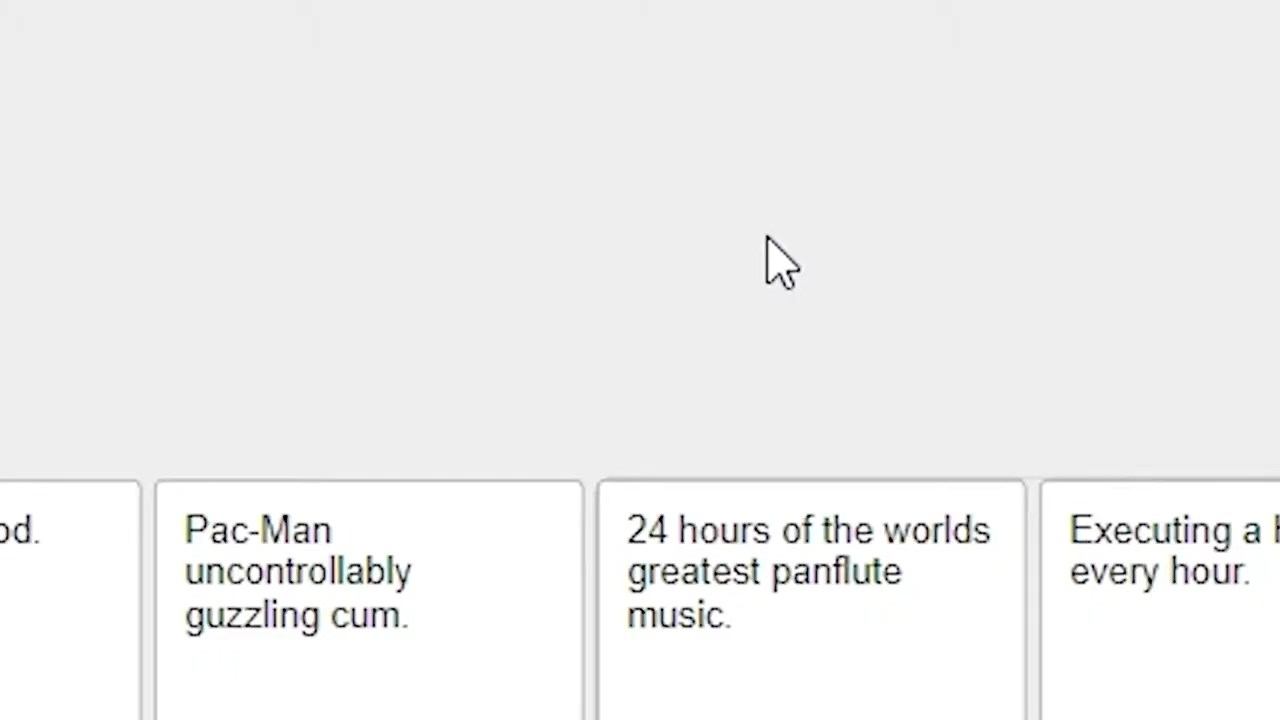 od.
Pac-Man
uncontrollably
guzzling cum.
24 hours of the worlds
greatest panflute
music.
Executing a
every hour.